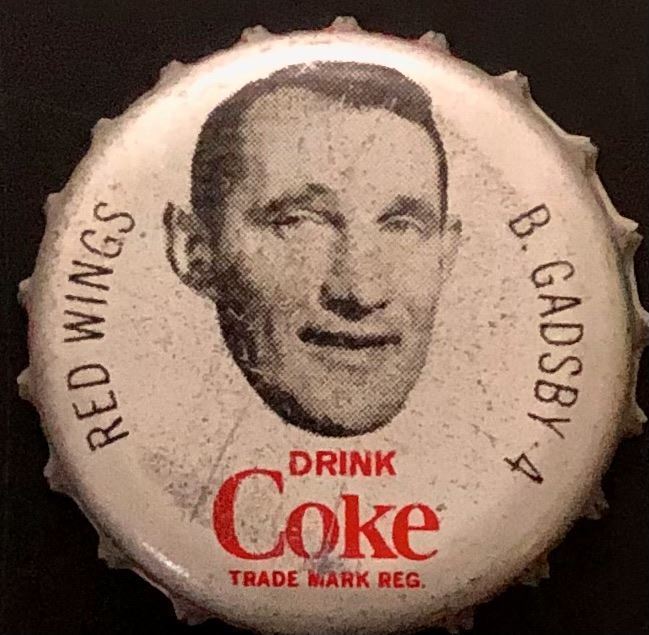 RED WINGS
B. GADSBY 4
DRINK
Coke
TRADE MARK REG.